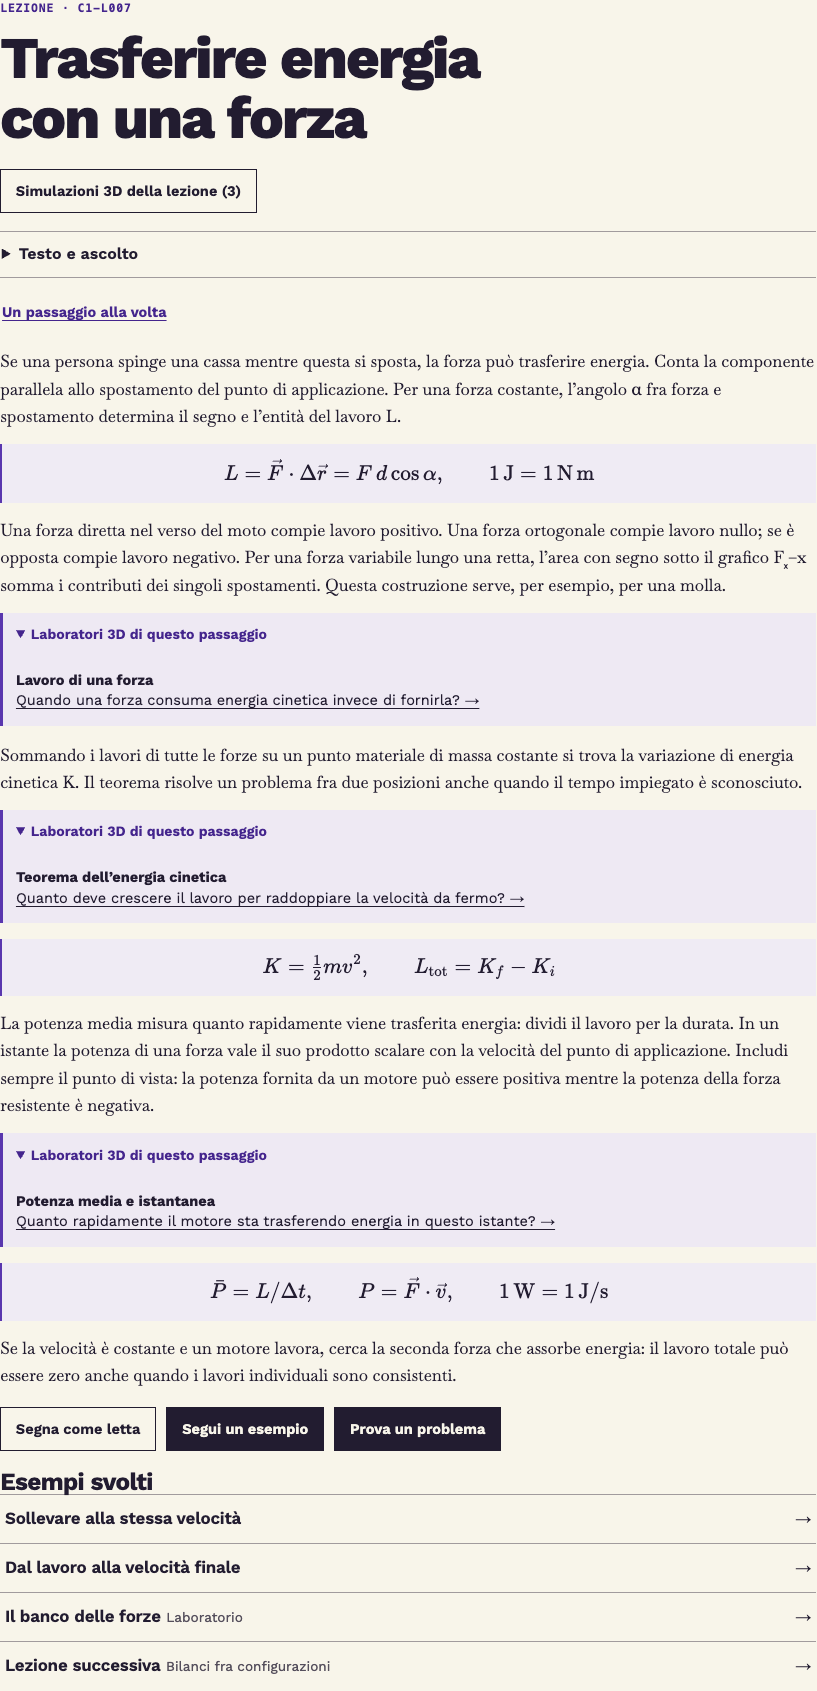 LEZIONE · C1–L007
Trasferire energia
con una forza
Simulazioni 3D della lezione (3)
▶ Testo e ascolto
Un passaggio alla volta
Se una persona spinge una cassa mentre questa si sposta, la forza può trasferire energia. Conta la componente
parallela allo spostamento del punto di applicazione. Per una forza costante, l’angolo α fra forza e
spostamento determina il segno e l’entità del lavoro L.
L = F⃗ · Δr⃗ = F d cos α,  1 J = 1 N m
Una forza diretta nel verso del moto compie lavoro positivo. Una forza ortogonale compie lavoro nullo; se è
opposta compie lavoro negativo. Per una forza variabile lungo una retta, l’area con segno sotto il grafico Fₓ–x
somma i contributi dei singoli spostamenti. Questa costruzione serve, per esempio, per una molla.
▼ Laboratori 3D di questo passaggio
Lavoro di una forza
Quando una forza consuma energia cinetica invece di fornirla? →
Sommando i lavori di tutte le forze su un punto materiale di massa costante si trova la variazione di energia
cinetica K. Il teorema risolve un problema fra due posizioni anche quando il tempo impiegato è sconosciuto.
▼ Laboratori 3D di questo passaggio
Teorema dell’energia cinetica
Quanto deve crescere il lavoro per raddoppiare la velocità da fermo? →
K = ½mv², L_tot = K_f − K_i
La potenza media misura quanto rapidamente viene trasferita energia: dividi il lavoro per la durata. In un
istante la potenza di una forza vale il suo prodotto scalare con la velocità del punto di applicazione. Includi
sempre il punto di vista: la potenza fornita da un motore può essere positiva mentre la potenza della forza
resistente è negativa.
▼ Laboratori 3D di questo passaggio
Potenza media e istantanea
Quanto rapidamente il motore sta trasferendo energia in questo istante? →
P̄ = L/Δt,  P = F⃗ · v⃗,  1 W = 1 J/s
Se la velocità è costante e un motore lavora, cerca la seconda forza che assorbe energia: il lavoro totale può
essere zero anche quando i lavori individuali sono consistenti.
Segna come letta Segui un esempio Prova un problema
Esempi svolti
Sollevare alla stessa velocità →
Dal lavoro alla velocità finale →
Il banco delle forze Laboratorio →
Lezione successiva Bilanci fra configurazioni →